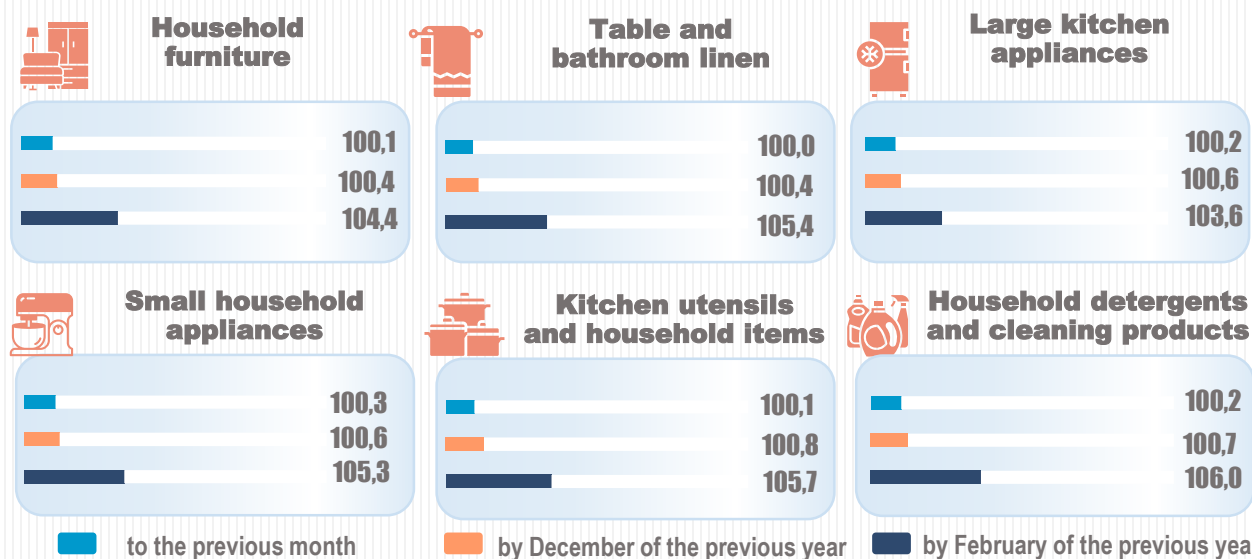 Household
furniture
100,1
100,4
104,4
Table and
bathroom linen
100,0
100,4
105,4
Large kitchen
appliances
100,2
100,6
103,6
Small household
appliances
100,3
100,6
105,3
Kitchen utensils
and household items
100,1
100,8
105,7
Household detergents
and cleaning products
100,2
100,7
106,0
to the previous month
by December of the previous year
by February of the previous yea